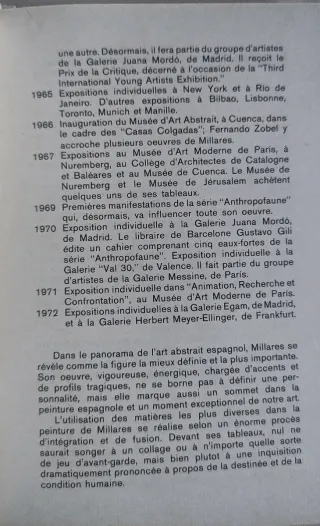 une autre. Désormais, il fera partie du groupe d'artistes
de la Galerie Juana Mordó, de Madrid. Il reçoit le
Prix de la Critique, décerné à l'occasion de la "Third
International Young Artists Exhibition."
1965 Expositions individuelles à New York et à Rio de
Janeiro. D'autres expositions à Bilbao, Lisbonne,
Toronto, Munich et Manille.
1966 Inauguration du Musée d'Art Abstrait, à Cuenca, dans
le cadre des "Casas Colgadas"; Fernando Zobel y
accroche plusieurs oeuvres de Millares.
1967 Expositions au Musée d'Art Moderne de Paris, à
Nuremberg, au Collège d'Architectes de Catalogne
et Baléares et au Musée de Cuenca. Le Musée de
Nuremberg et le Musée de Jérusalem achètent
quelques uns de ses tableaux.
1969 Premières manifestations de la série "Anthropofaune"
qui, désormais, va influencer toute son oeuvre.
1970 Exposition individuelle à la Galerie Juana Mordó,
de Madrid. Le libraire de Barcelone Gustavo Gili
édite un cahier comprenant cinq eaux-fortes de la
série "Anthropofaune". Exposition individuelle à la
Galerie "Val 30," de Valence. Il fait partie du groupe
d'artistes de la Galerie Messine, de Paris.
1971 Exposition individuelle dans "Animation, Recherche et
Confrontation", au Musée d'Art Moderne de Paris.
1972 Expositions individuelles à la Galerie Egam, de Madrid,
et à la Galerie Herbert Meyer-Ellinger, de Frankfurt.
Dans le panorama de l'art abstrait espagnol, Millares se
révèle comme la figure la mieux définie et la plus importante.
Son oeuvre, vigoureuse, énergique, chargée d'accents et
de profils tragiques, ne se borne pas à définir une per-
sonnalité, mais elle marque aussi un sommet dans la
peinture espagnole et un moment exceptionnel de notre art.
L'utilisation des matières les plus diverses dans la
peinture de Millares se réalise selon un énorme procès
d'intégration et de fusion. Devant ses tableaux, nul ne
saurait songer à un collage ou à n'importe quelle sorte
de jeu d'avant-garde, mais bien plutôt à une inquisition
dramatiquement prononcée à propos de la destinée et de la
condition humaine.